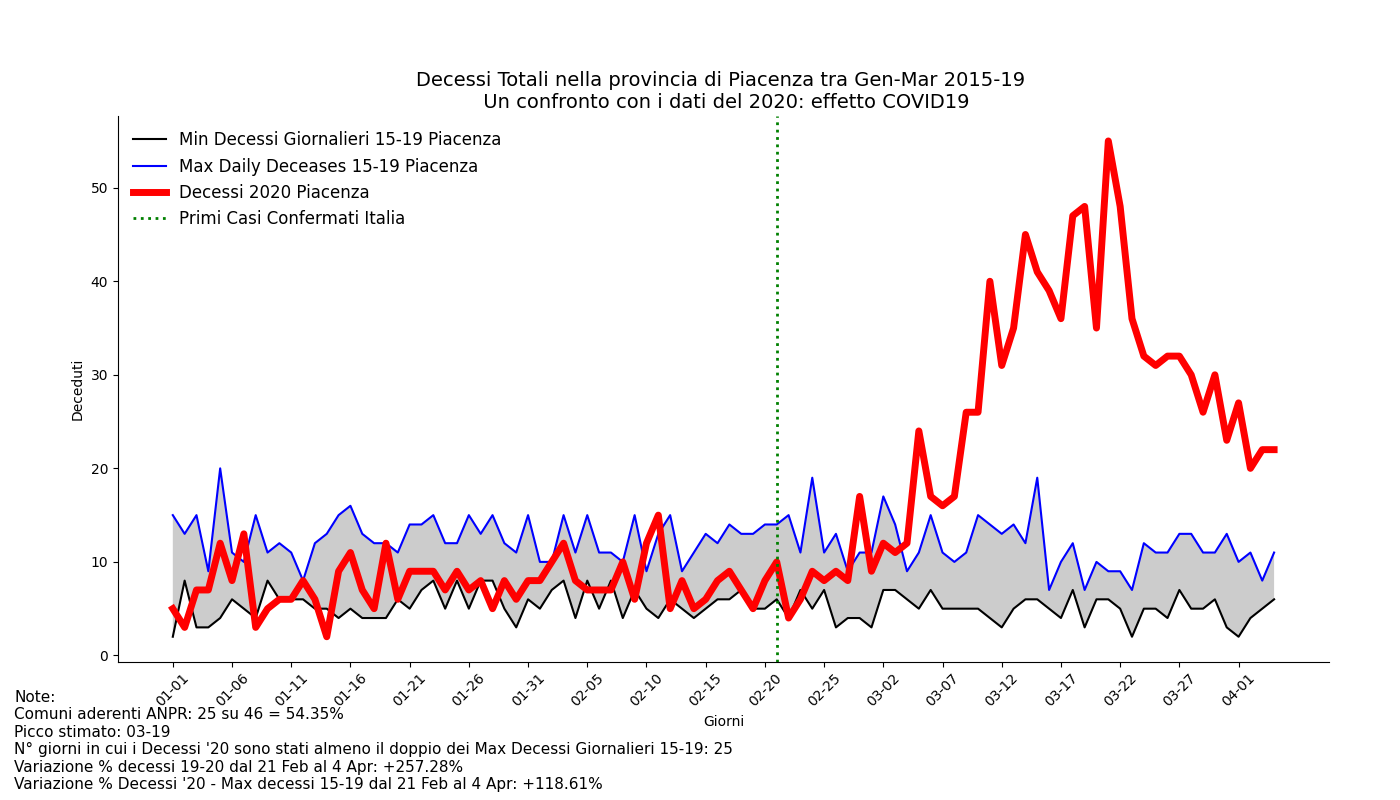 Decessi Totali nella provincia di Piacenza tra Gen-Mar 2015-19
Un confronto con i dati del 2020: effetto COVID19
Min Decessi Giornalieri 15-19 Piacenza
Max Daily Deceases 15-19 Piacenza
Decessi 2020 Piacenza
Primi Casi Confermati Italia
50
40
30
20
10
0
Deceduti
01-01
01-06
01-11
01-16
01-21
01-26
01-31
02-05
02-10
02-15
02-20
02-25
03-02
03-07
03-12
03-17
03-22
03-27
04-01
Giorni
Note:
Comuni aderenti ANPR: 25 su 46 = 54.35%
Picco stimato: 03-19
N° giorni in cui i Decessi '20 sono stati almeno il doppio dei Max Decessi Giornalieri 15-19: 25
Variazione % decessi 19-20 dal 21 Feb al 4 Apr: +257.28%
Variazione % Decessi '20 - Max decessi 15-19 dal 21 Feb al 4 Apr: +118.61%